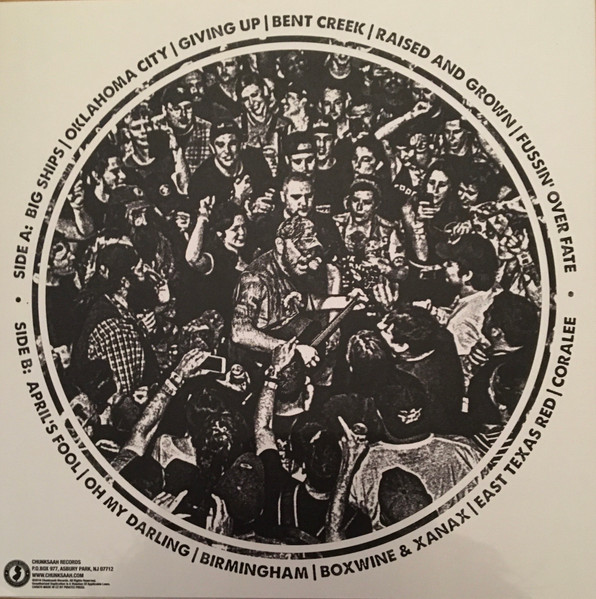 SIDE A: BIG SHIPS | OKLAHOMA CITY | GIVING UP | BENT CREEK | RAISED AND GROWN | FUSSIN' OVER FATE
SIDE B: APRIL'S FOOL | OH MY DARLING | BIRMINGHAM | BOXWINE & XANAX | EAST TEXAS RED | CORALEE
CHUNKSAAH RECORDS
P.O.BOX 977, ASBURY PARK, NJ 07712
WWW.CHUNKSAAH.COM